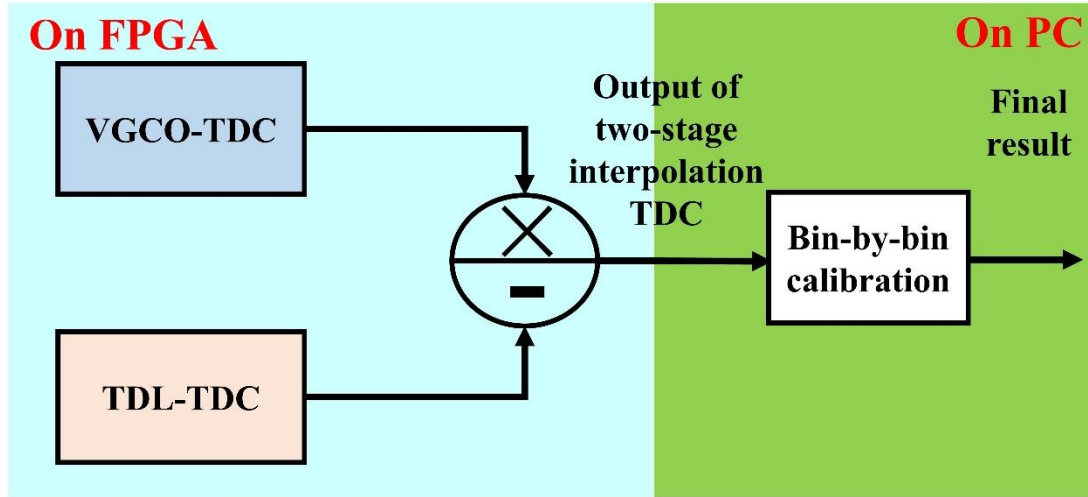 On FPGA
On PC
VGCO-TDC
Output of
two-stage
interpolation
TDC
Final
result
×
-
Bin-by-bin
calibration
TDL-TDC